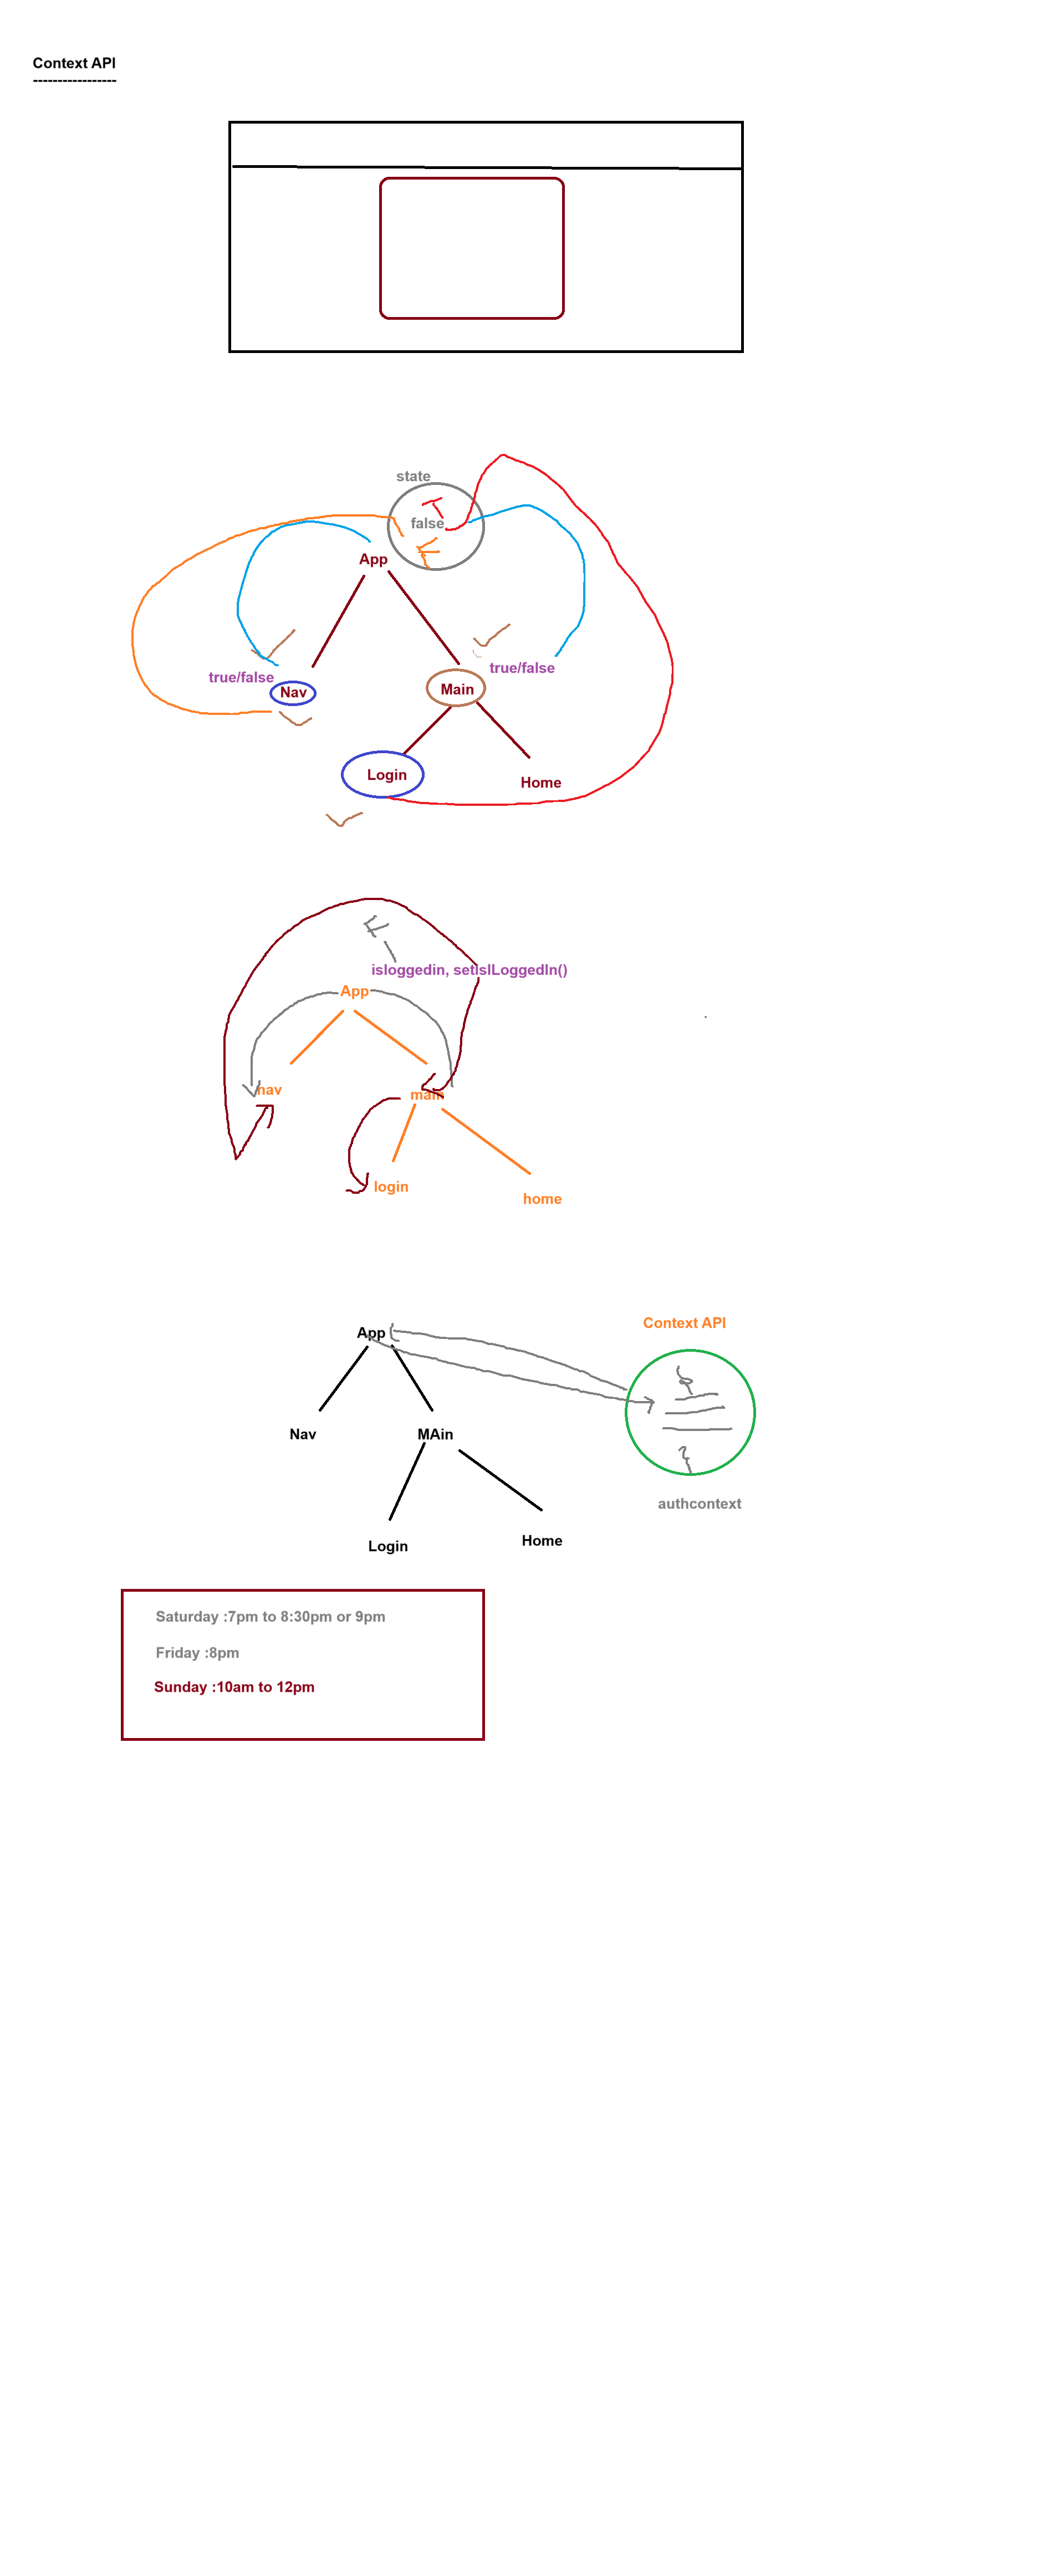 Context API
-----------------
state
T
false
F
App
true/false
true/false
Nav
Main
Login
Home
F
isloggedin, setIsILoggedIn()
App
nav
main
login
home
Context API
App
Nav
MAin
authcontext
Login
Home
Saturday :7pm to 8:30pm or 9pm
Friday :8pm
Sunday :10am to 12pm